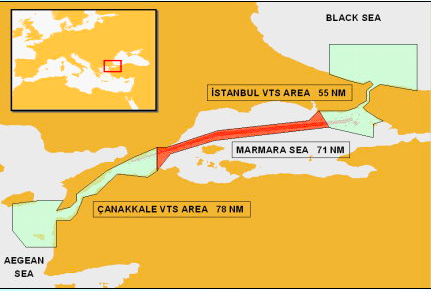 BLACK SEA
İSTANBUL VTS AREA 55 NM
MARMARA SEA 71 NM
ÇANAKKALE VTS AREA 78 NM
AEGEAN
SEA